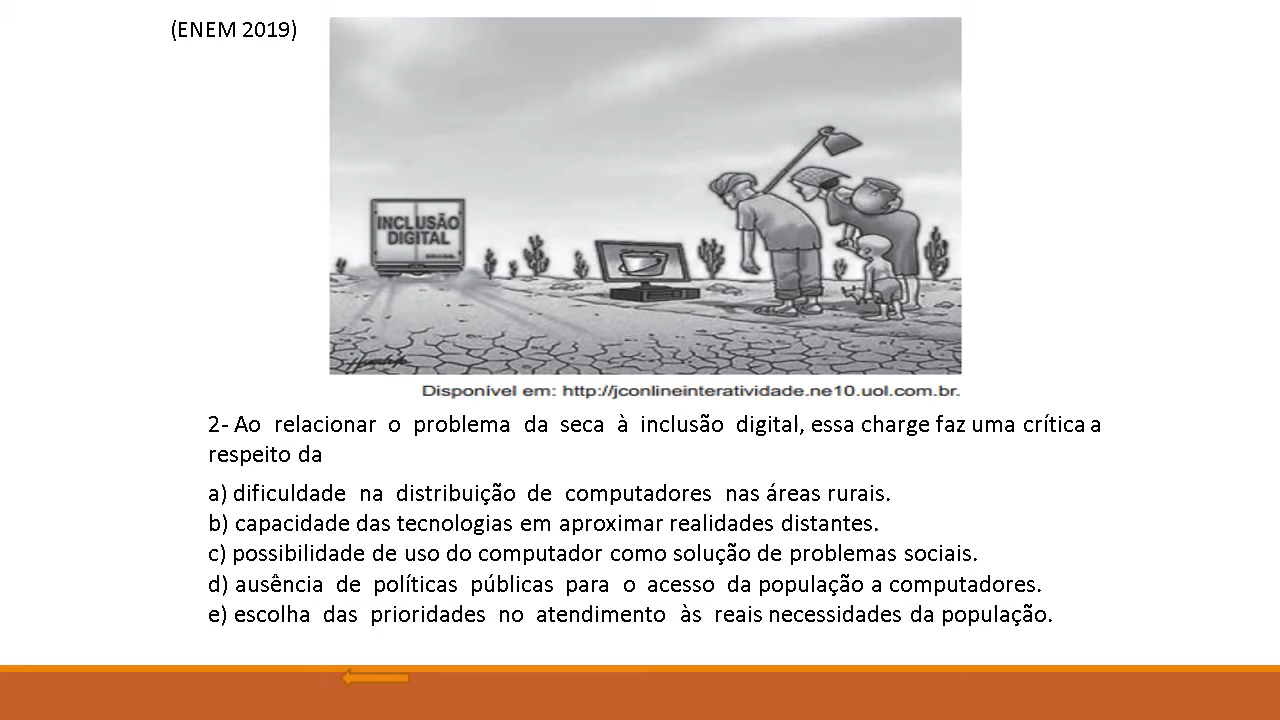 (ENEM 2019)
INCLUSÃO
DIGITAL
Disponível em: http://jconlineinteratividade.ne10.uol.com.br.
2- Ao relacionar o problema da seca à inclusão digital, essa charge faz uma crítica a
respeito da
a) dificuldade na distribuição de computadores nas áreas rurais.
b) capacidade das tecnologias em aproximar realidades distantes.
c) possibilidade de uso do computador como solução de problemas sociais.
d) ausência de políticas públicas para o acesso da população a computadores.
e) escolha das prioridades no atendimento às reais necessidades da população.